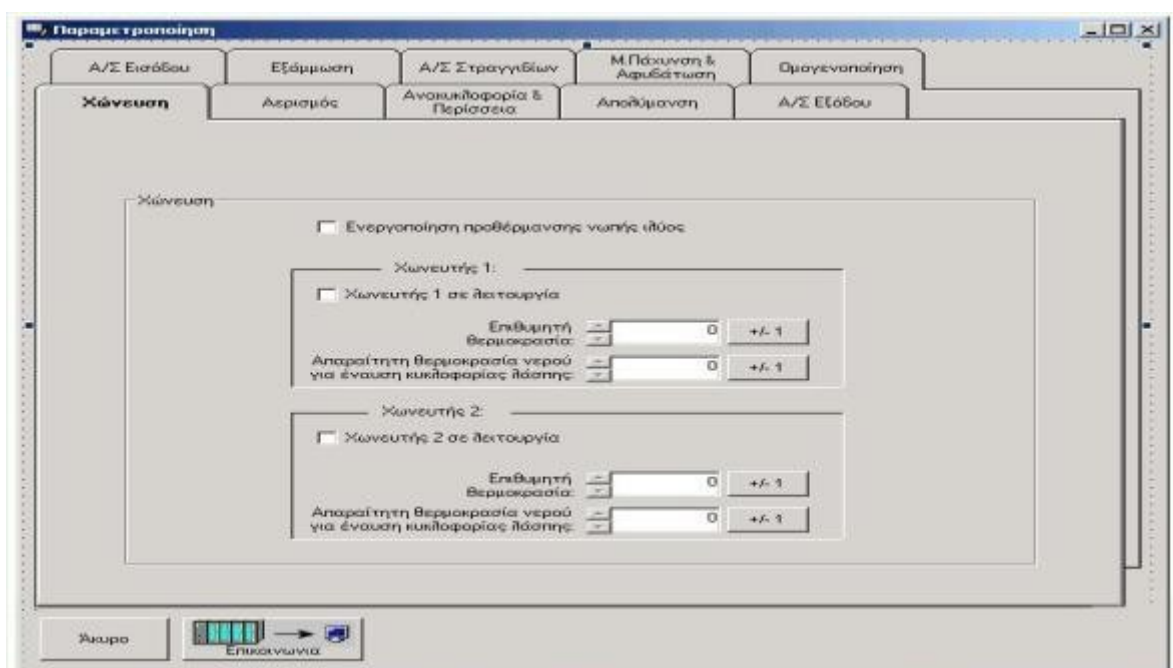 Παραμετροποίηση
Α/Σ Εισόδου
Εξάμμωση
Α/Σ Στραγγιδίων
Μ.Πάχυνση &
Αφυδάτωση
Ομογενοποίηση
Χώνευση
Αερισμός
Ανακυκλοφορία &
Περίσσεια
Απολύμανση
Α/Σ Εξόδου
Χώνευση
Ενεργοποίηση προθέρμανσης νωπής ιλύος
Χωνευτής 1:
Χωνευτής 1 σε λειτουργία
Επιθυμητή
θερμοκρασία:
0
+/- 1
Απαραίτητη θερμοκρασία νερού
για έναυση κυκλοφορίας λάσπης:
0
+/- 1
Χωνευτής 2:
Χωνευτής 2 σε λειτουργία
Επιθυμητή
θερμοκρασία:
0
+/- 1
Απαραίτητη θερμοκρασία νερού
για έναυση κυκλοφορίας λάσπης:
0
+/- 1
Άκυρο
Επικοινωνία